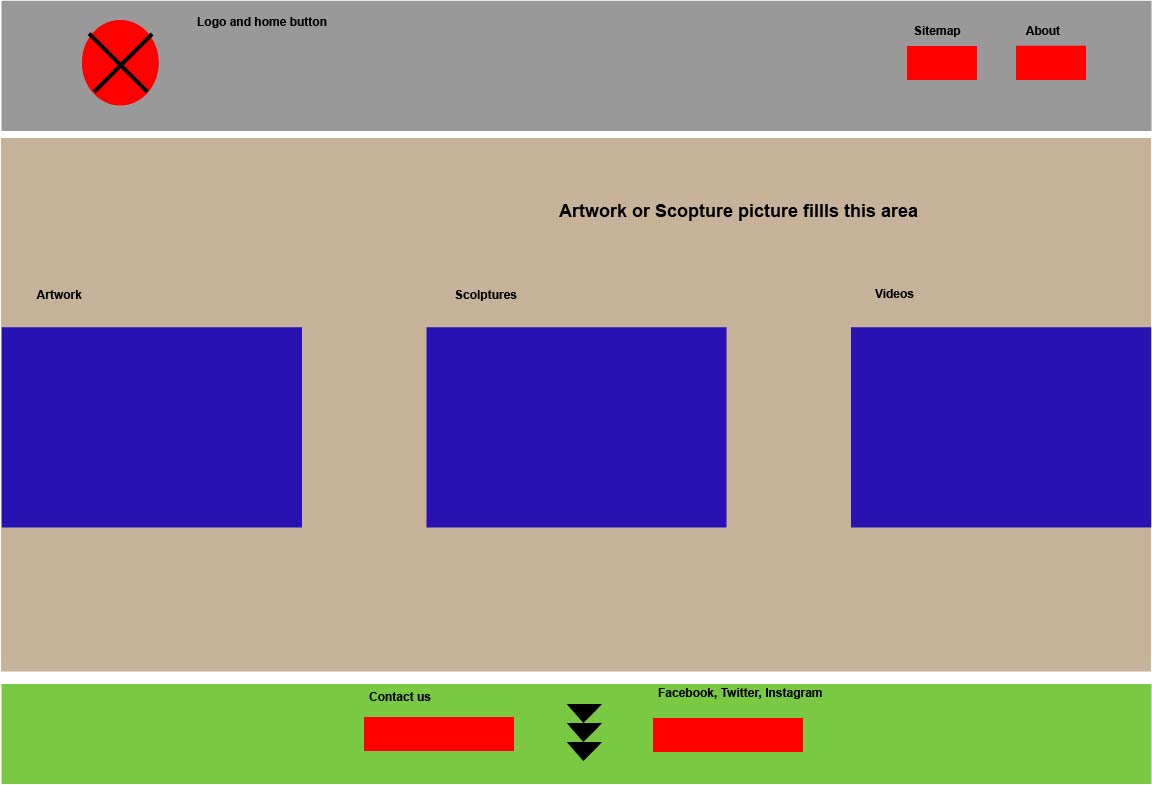 Logo and home button
Sitemap
About
Artwork or Scopture picture fillls this area
Artwork
Scolptures
Videos
Contact us
Facebook, Twitter, Instagram